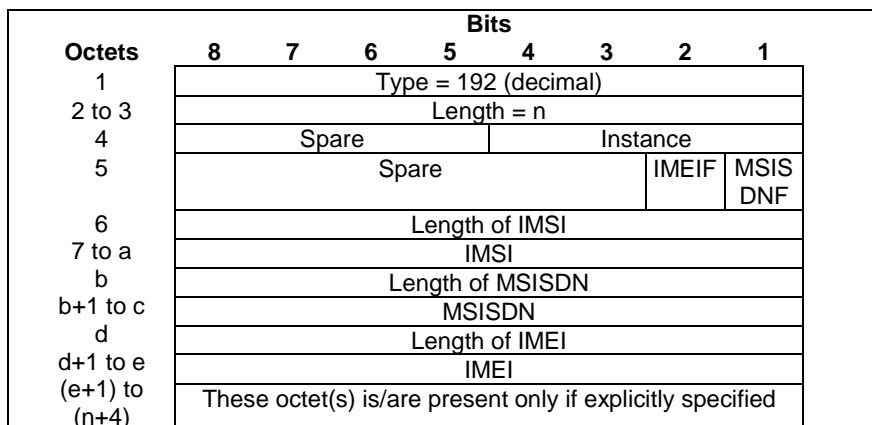 Bits
Octets 8 7 6 5 4 3 2 1
1 Type = 192 (decimal)
2 to 3 Length = n
4 Spare Instance
5 Spare IMEIF MSIS
DNF
6 Length of IMSI
7 to a IMSI
b Length of MSISDN
b+1 to c MSISDN
d Length of IMEI
d+1 to e IMEI
(e+1) to
(n+4) These octet(s) is/are present only if explicitly specified